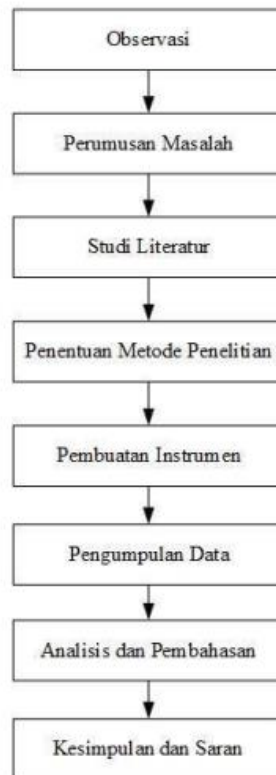 Observasi
Perumusan Masalah
Studi Literatur
Penentuan Metode Penelitian
Pembuatan Instrumen
Pengumpulan Data
Analisis dan Pembahasan
Kesimpulan dan Saran